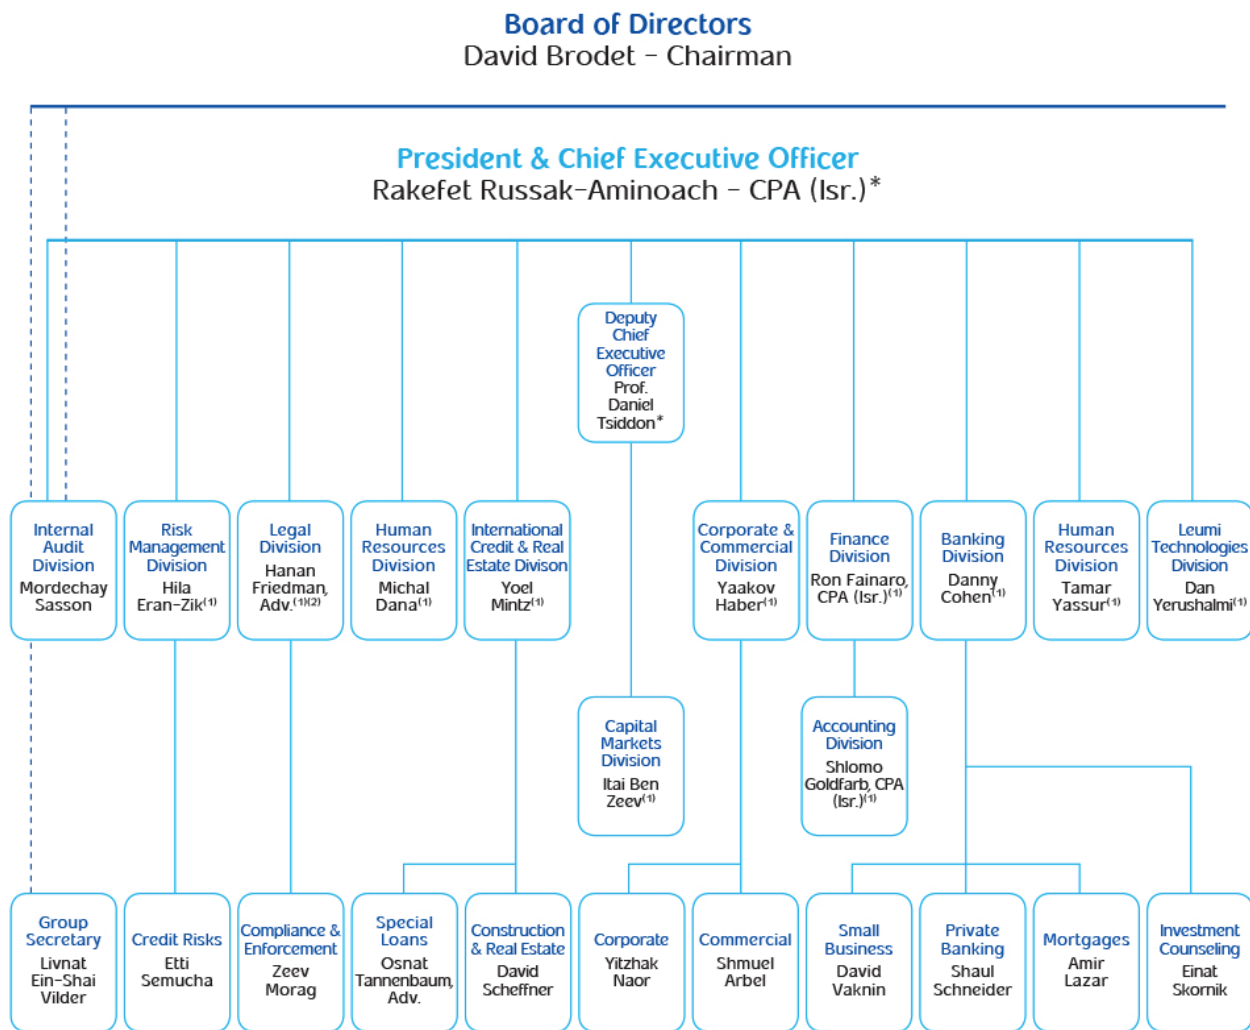 Board of Directors
David Brodet - Chairman
President & Chief Executive Officer
Rakefet Russak-Aminoach - CPA (Isr.)*
Deputy
Chief
Executive
Officer
Prof.
Daniel
Tsiddon*
Internal
Audit
Division
Mordechay
Sasson
Risk
Management
Division
Hila
Eran-Zik(1)
Legal
Division
Hanan
Friedman,
Adv.(1)(2)
Human
Resources
Division
Michal
Dana(1)
International
Credit & Real
Estate Divison
Yoel
Mintz(1)
Corporate &
Commercial
Division
Yaakov
Haber(1)
Finance
Division
Ron Fainaro,
CPA (Isr.)(1)
Banking
Division
Danny
Cohen(1)
Human
Resources
Division
Tamar
Yassur(1)
Leumi
Technologies
Division
Dan
Yerushalmi(1)
Capital
Markets
Division
Itai Ben
Zeev(1)
Accounting
Division
Shlomo
Goldfarb, CPA
(Isr.)(1)
Group
Secretary
Livnat
Ein-Shai
Vilder
Credit Risks
Etti
Semucha
Compliance &
Enforcement
Zeev
Morag
Special
Loans
Osnat
Tannenbaum,
Adv.
Construction
& Real Estate
David
Scheffner
Corporate
Yitzhak
Naor
Commercial
Shmuel
Arbel
Small
Business
David
Vaknin
Private
Banking
Shaul
Schneider
Mortgages
Amir
Lazar
Investment
Counseling
Einat
Skornik